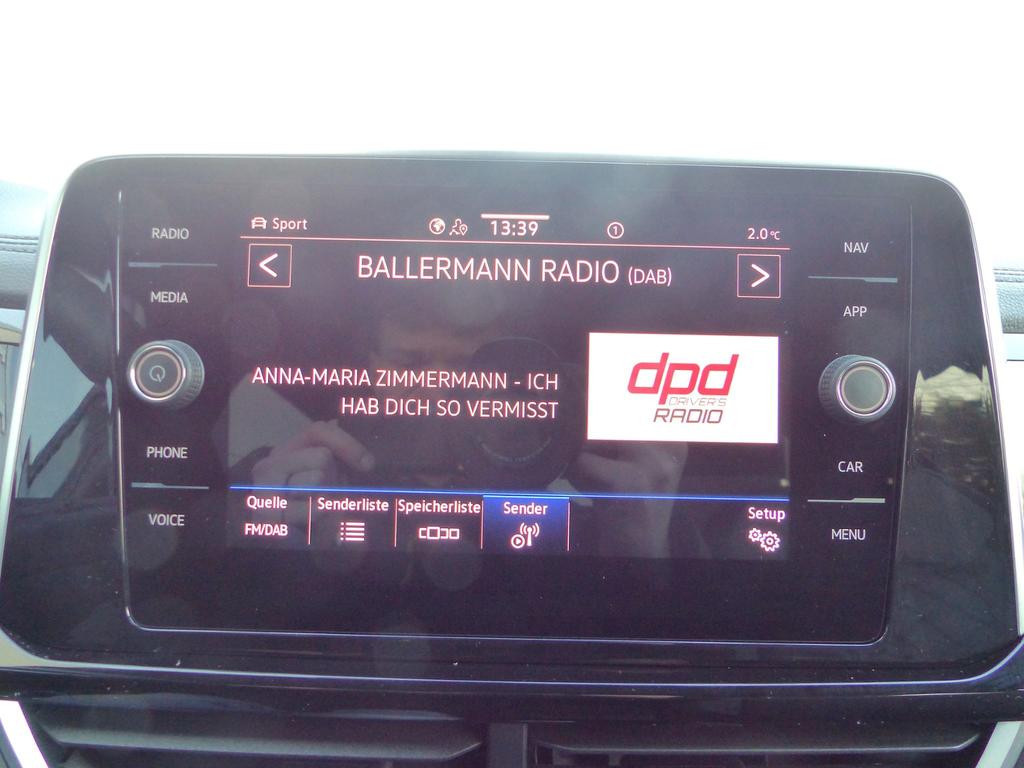 RADIO
MEDIA
PHONE
VOICE
Sport
13:39
1
2.0°C
<
BALLERMANN RADIO (DAB)
>
ANNA-MARIA ZIMMERMANN - ICH
HAB DICH SO VERMISST
dpd
DRIVER'S
RADIO
Quelle
FM/DAB
Senderliste
Speicherliste
Sender
Setup
NAV
APP
CAR
MENU